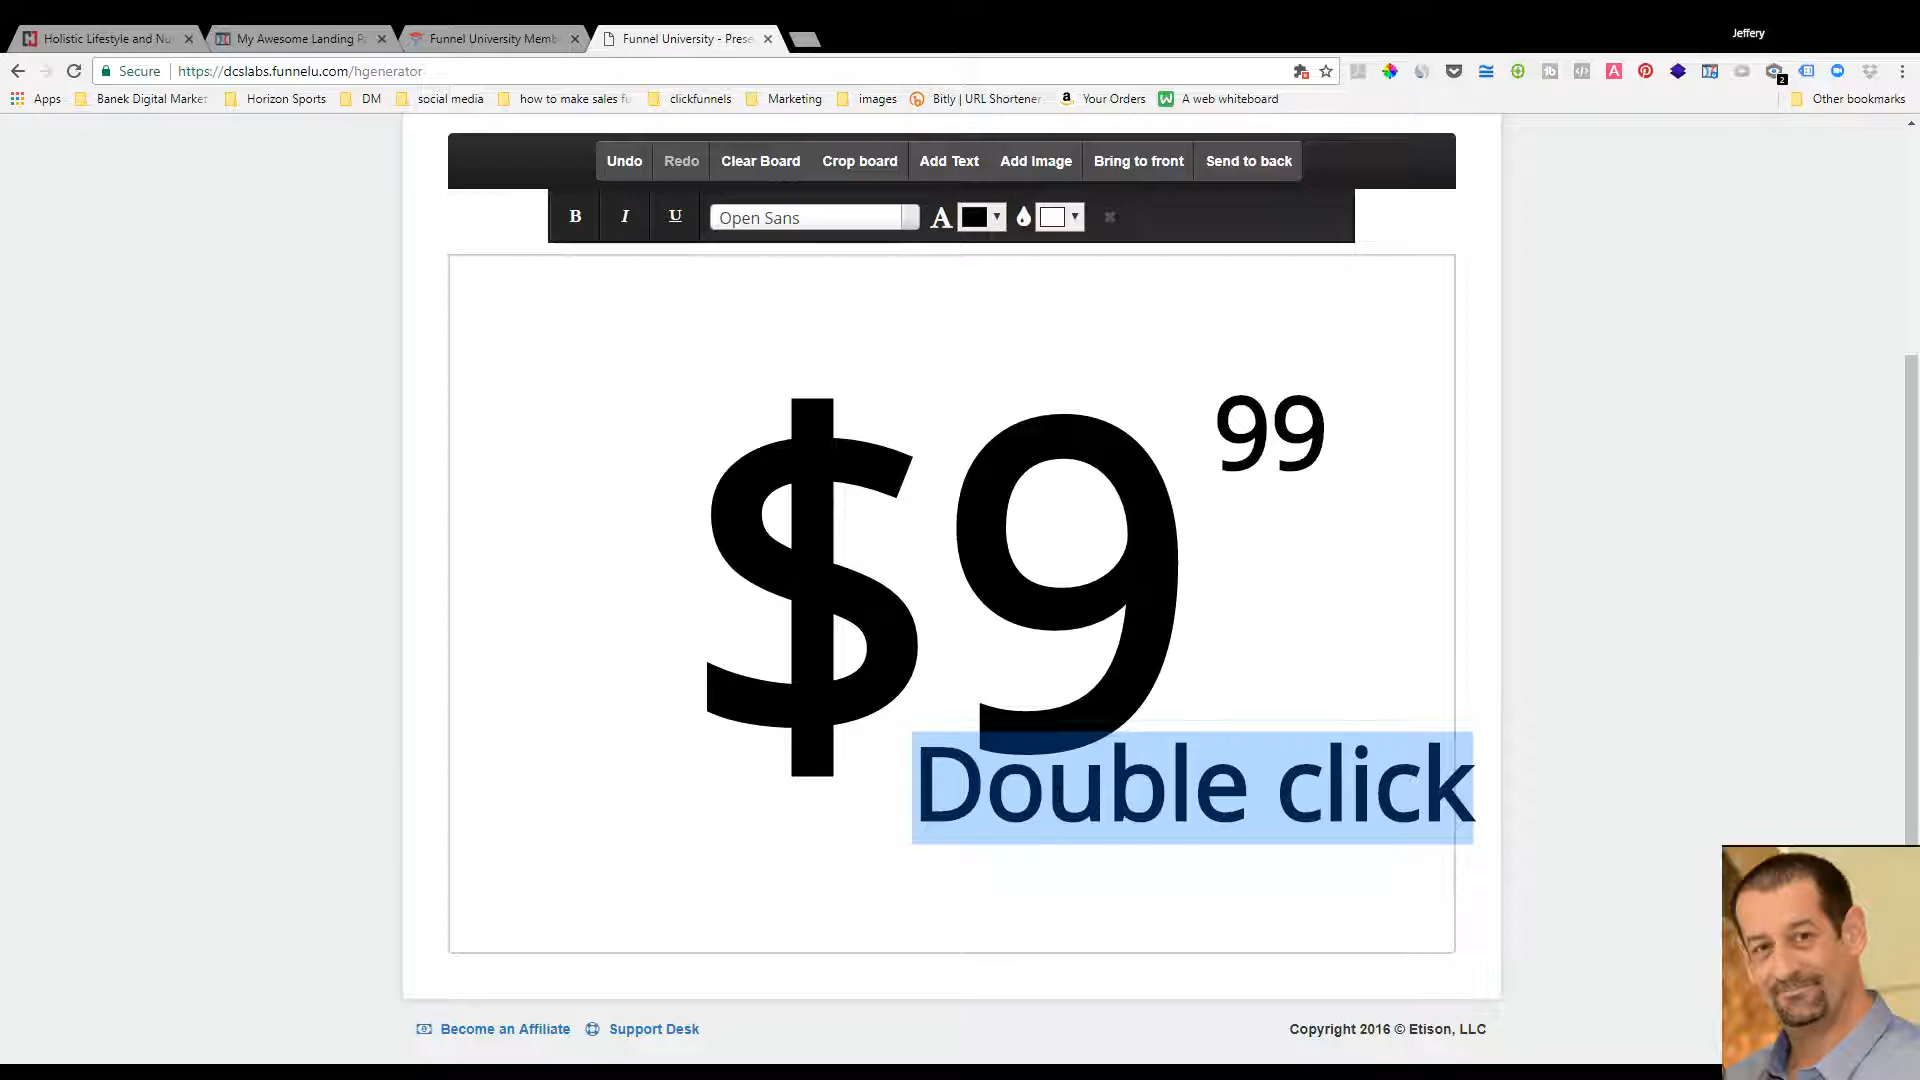 Jeffery
Holistic Lifestyle and Nu
My Awesome Landing P
Funnel University Memb
Funnel University - Prese
Secure
https://dcslabs.funnelu.com/hgenerator
Apps
Banek Digital Market
Horizon Sports
DM
social media
how to make sales fu
clickfunnels
Marketing
images
Bitly | URL Shortener
Your Orders
A web whiteboard
Other bookmarks
Undo
Redo
Clear Board
Crop board
Add Text
Add Image
Bring to front
Send to back
B
I
U
Open Sans
A
$9
99
Double click
Become an Affiliate
Support Desk
Copyright 2016 © Etison, LLC